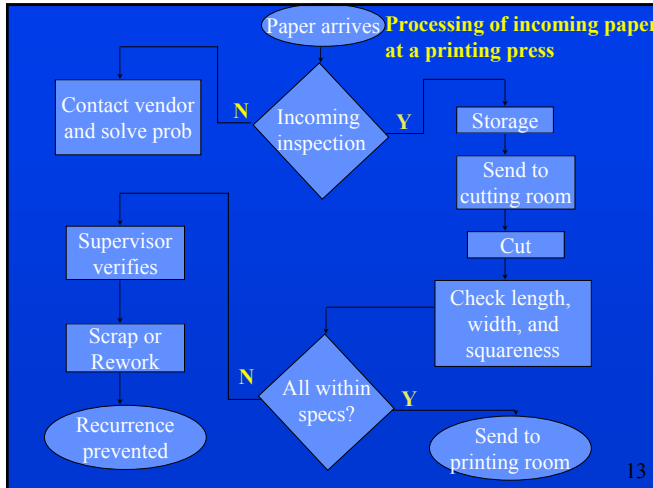 Paper arrives
Processing of incoming paper
at a printing press
Contact vendor
and solve prob
N
Incoming
inspection
Y
Storage
Send to
cutting room
Cut
Check length,
width, and
squareness
Supervisor
verifies
Scrap or
Rework
Recurrence
prevented
N
All within
specs?
Y
Send to
printing room
13